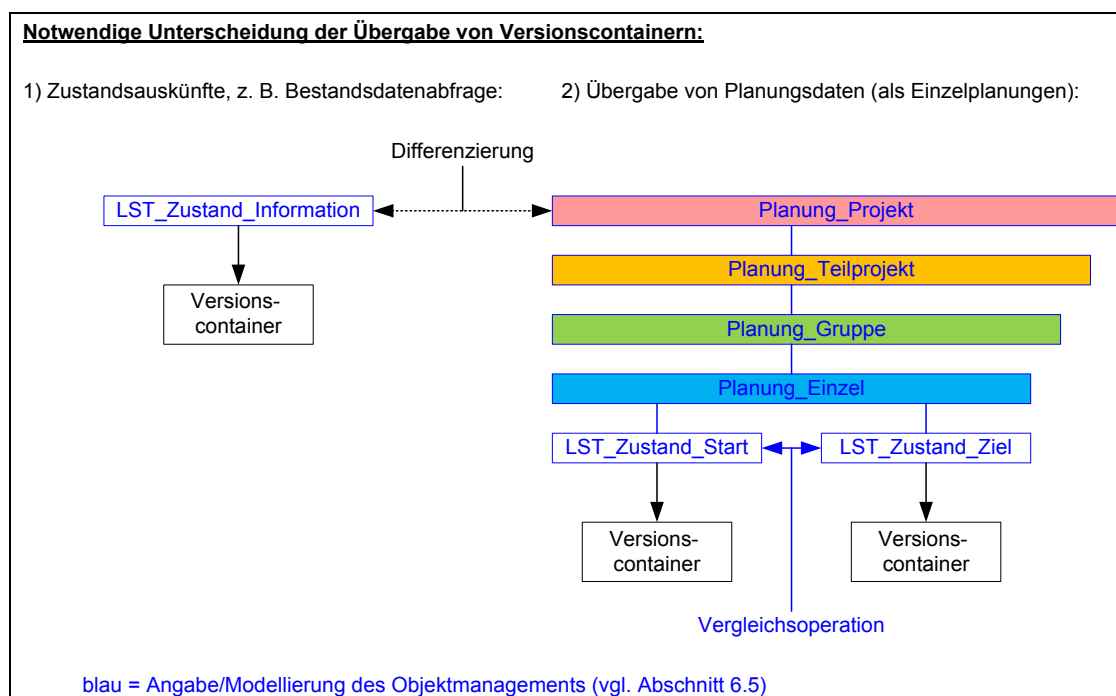 Notwendige Unterscheidung der Übergabe von Versionscontainern:
1) Zustandsauskünfte, z. B. Bestandsdatenabfrage:
2) Übergabe von Planungsdaten (als Einzelplanungen):
Differenzierung
LST_Zustand_Information
Planung_Projekt
Planung_Teilprojekt
Versions-
container
Planung_Gruppe
Planung_Einzel
LST_Zustand_Start
LST_Zustand_Ziel
Versions-
container
Versions-
container
Vergleichsoperation
blau = Angabe/Modellierung des Objektmanagements (vgl. Abschnitt 6.5)